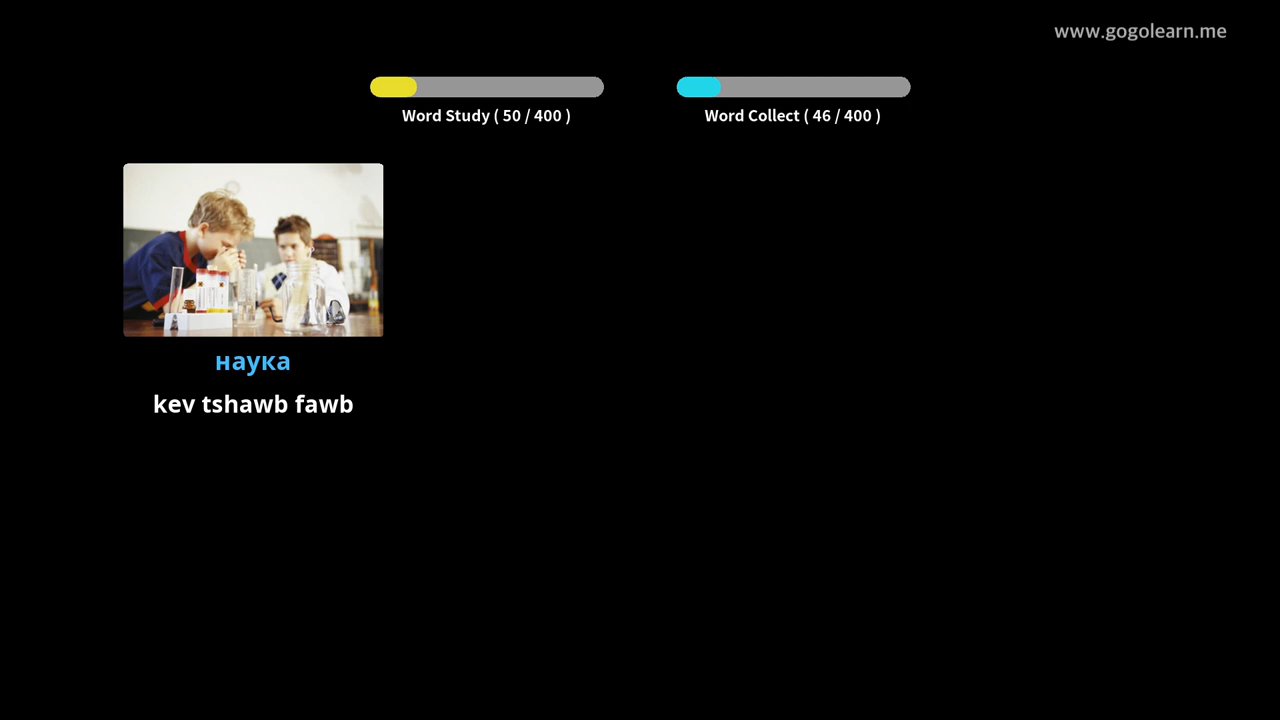 www.gogolearn.me
Word Study ( 50 / 400 )
Word Collect ( 46 / 400 )
наука
kev tshawb fawb